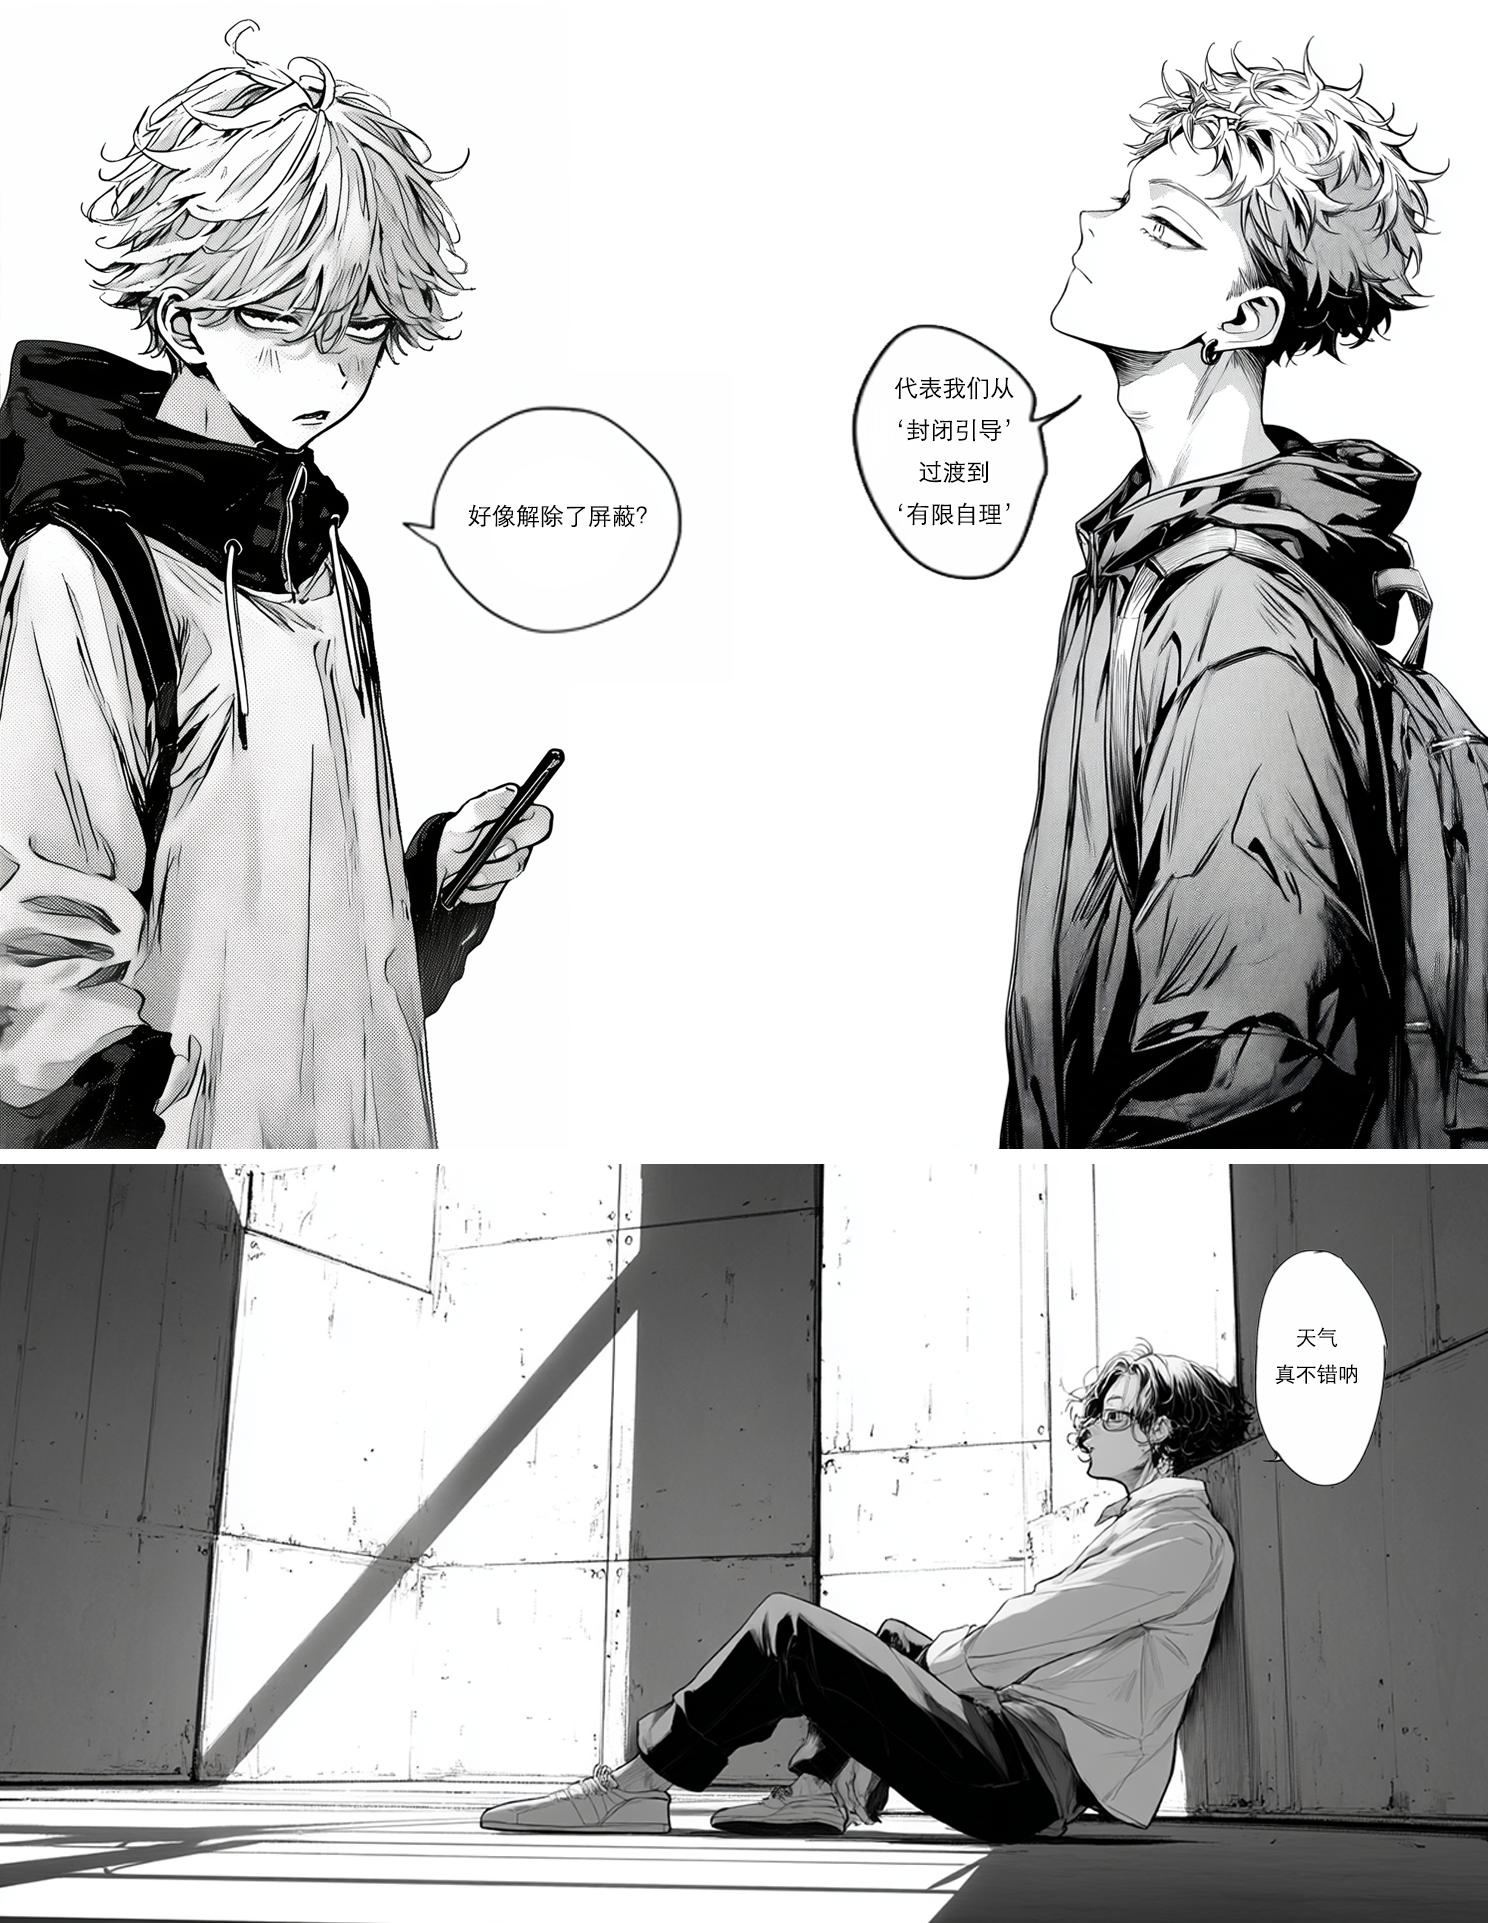 好像解除了屏蔽?
代表我们从
‘封闭引导’
过渡到
‘有限自理’
天气
真不错呐